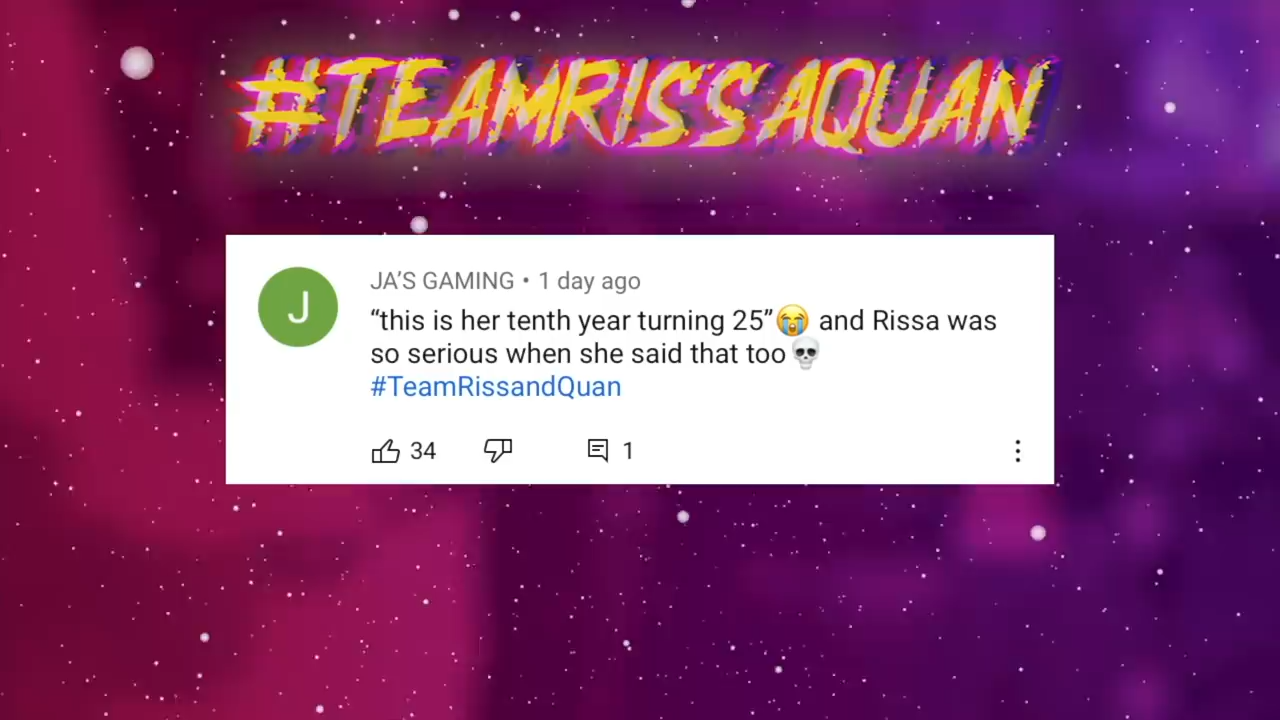 #TEAMRISSAQUAN
J
JA’S GAMING • 1 day ago
“this is her tenth year turning 25”😭 and Rissa was
so serious when she said that too💀
#TeamRissandQuan
34
1